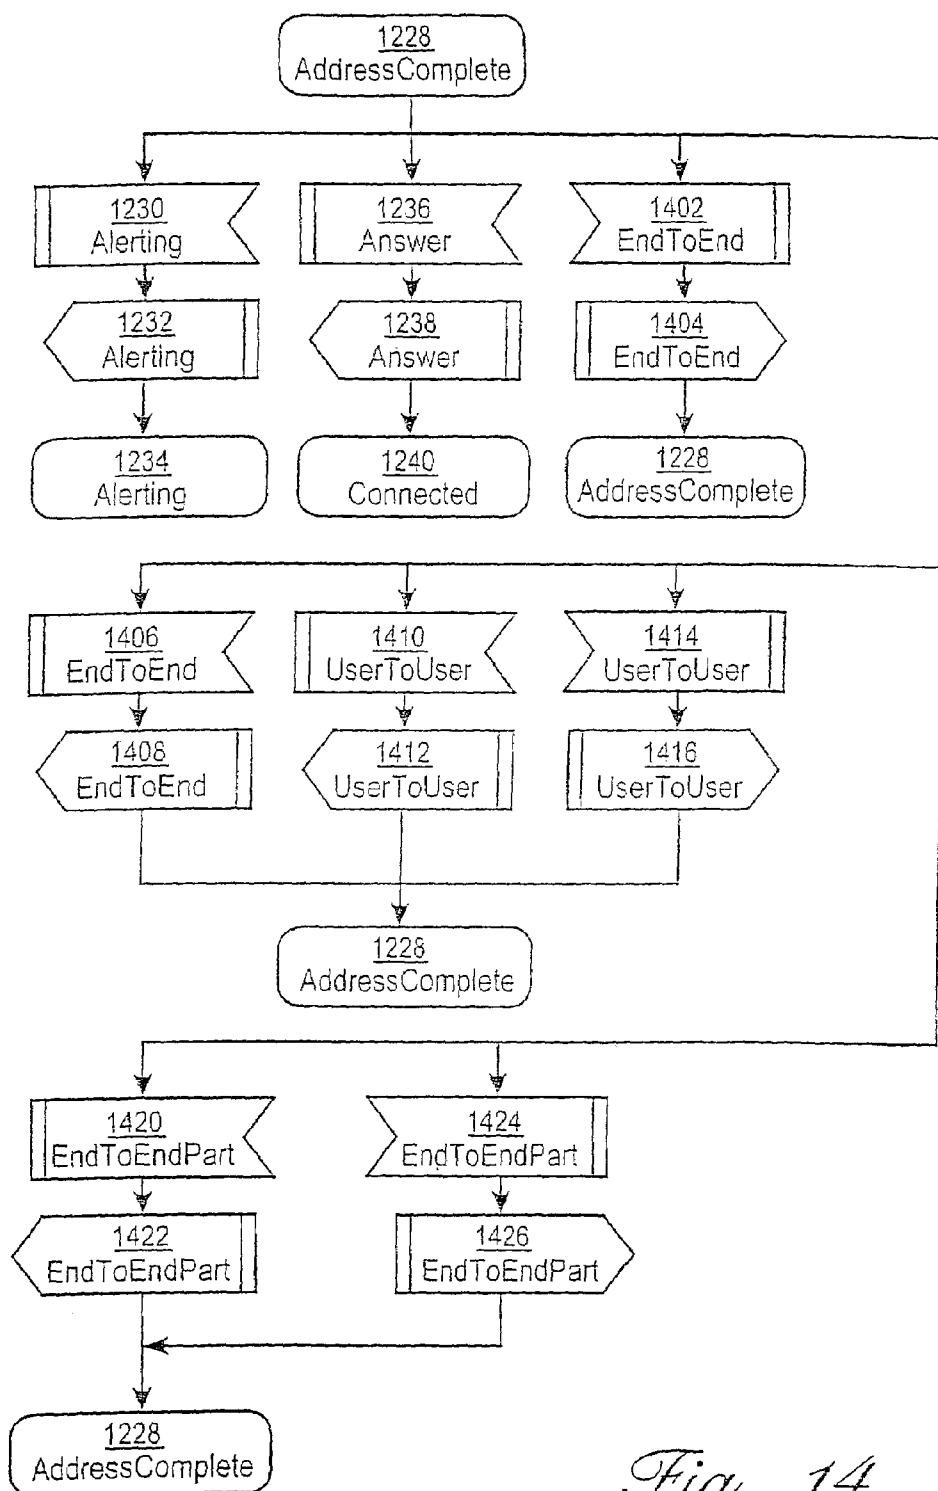 1228
AddressComplete
1230
Alerting
1236
Answer
1402
EndToEnd
1232
Alerting
1238
Answer
1404
EndToEnd
1234
Alerting
1240
Connected
1228
AddressComplete
1406
EndToEnd
1410
UserToUser
1414
UserToUser
1408
EndToEnd
1412
UserToUser
1416
UserToUser
1228
AddressComplete
1420
EndToEndPart
1424
EndToEndPart
1422
EndToEndPart
1426
EndToEndPart
1228
AddressComplete
Fig. 14